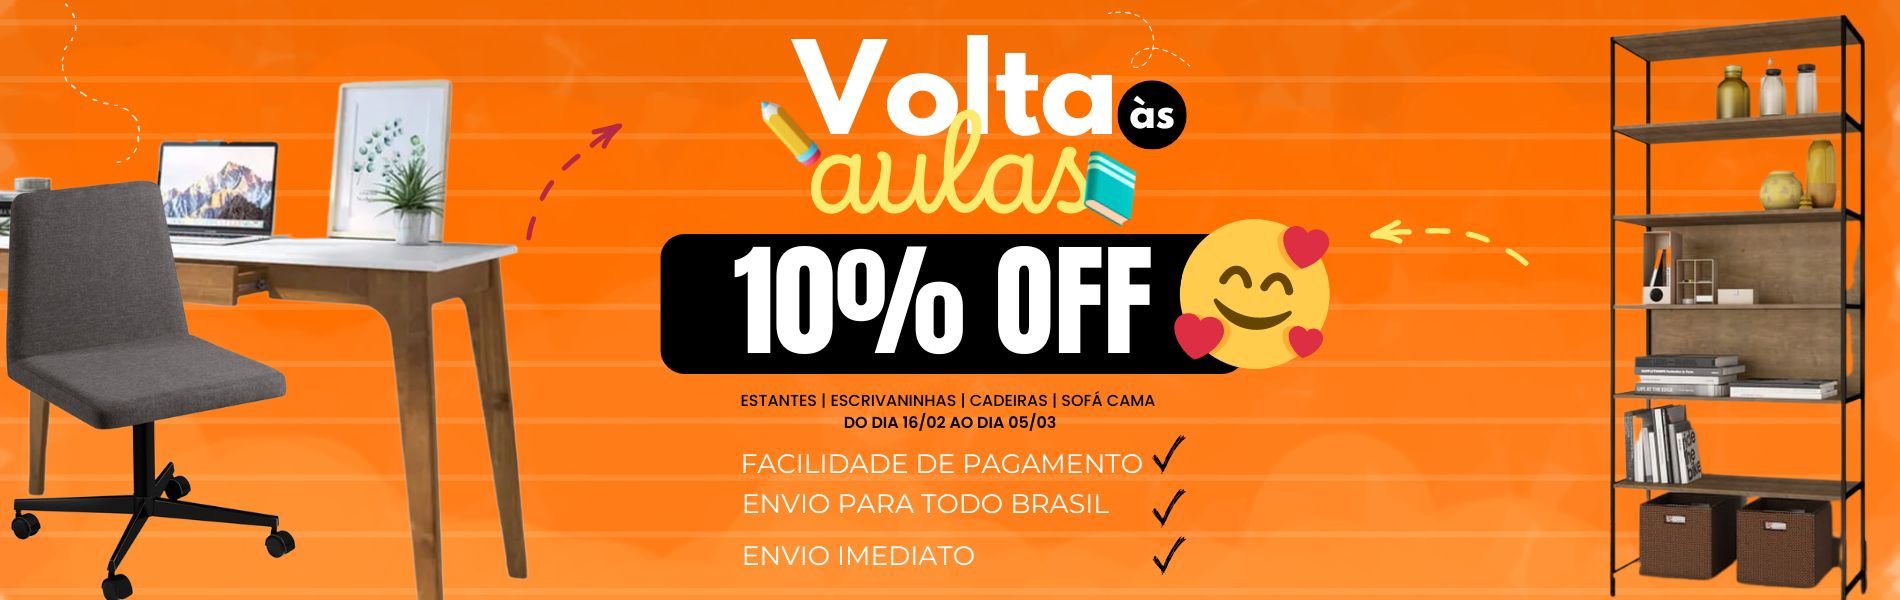 Volta às
aulas
10% OFF
ESTANTES | ESCRIVANINHAS | CADEIRAS | SOFÁ CAMA
DO DIA 16/02 AO DIA 05/03
FACILIDADE DE PAGAMENTO
ENVIO PARA TODO BRASIL
ENVIO IMEDIATO